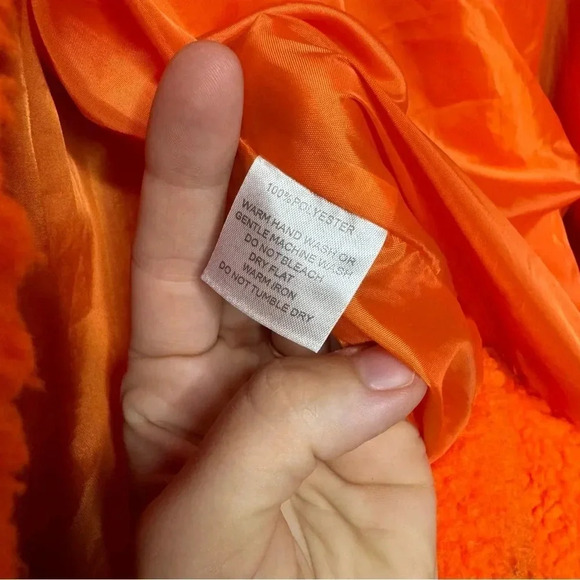 100% POLYESTER
WARM HAND WASH OR
GENTLE MACHINE WASH
DO NOT BLEACH
DRY FLAT
WARM IRON
DO NOT TUMBLE DRY